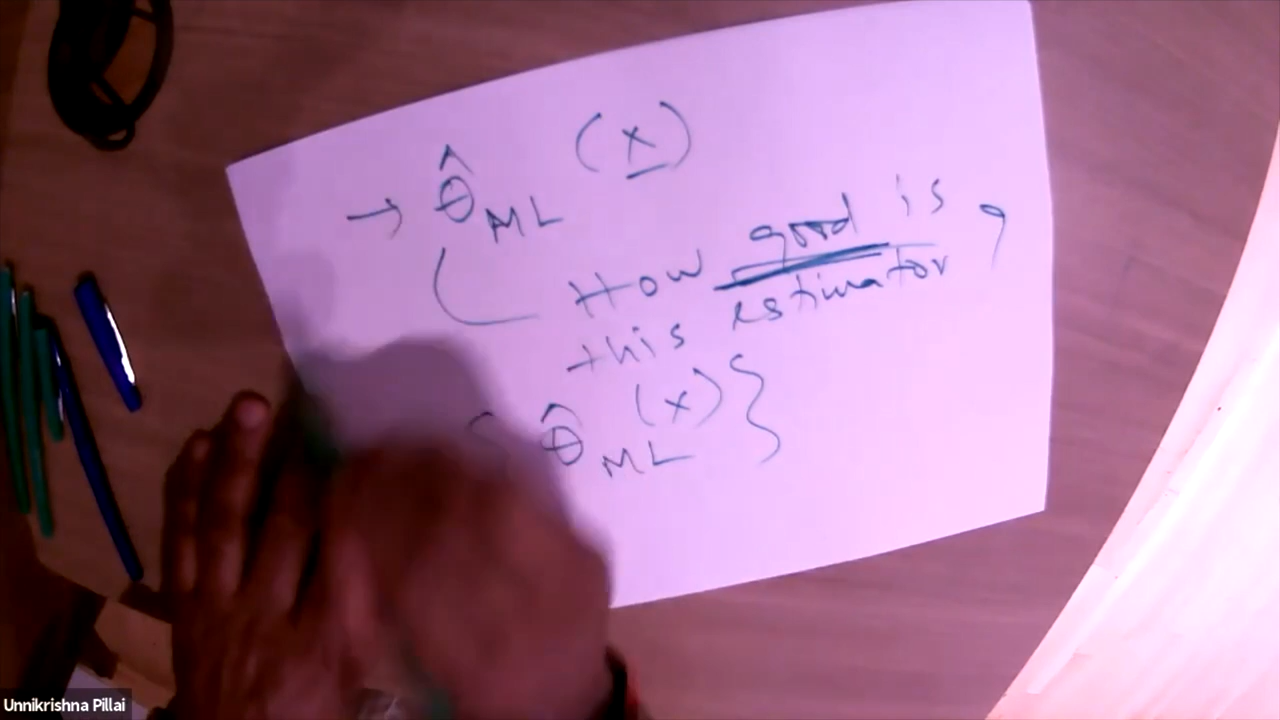 → θ̂ML (x)
How good is
this estimator ?
{ θ̂ML (x) }
Unnikrishna Pillai